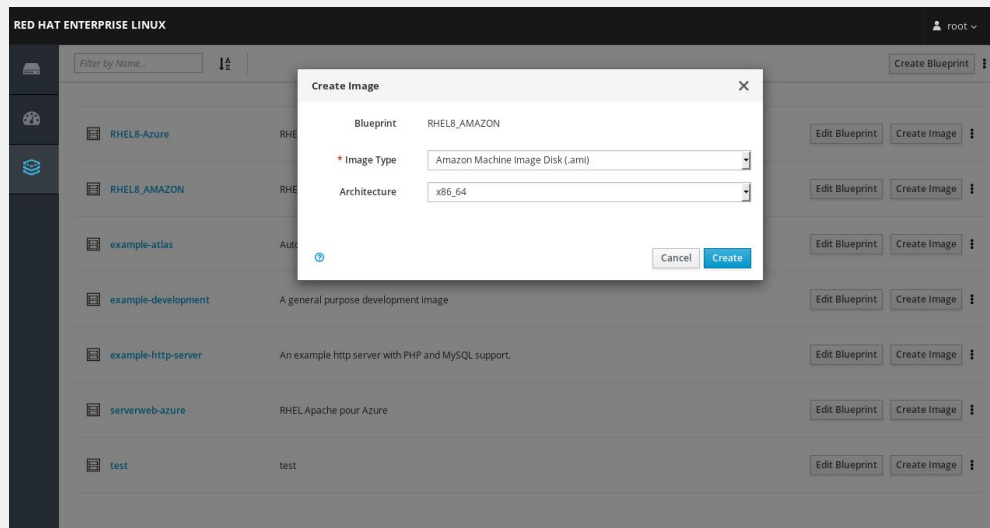 RED HAT ENTERPRISE LINUX root
Filter by Name... Create Blueprint
Create Image
Blueprint RHEL8_AMAZON
* Image Type Amazon Machine Image Disk (.ami)
Architecture x86_64
Cancel Create
RHEL8-Azure RHE Edit Blueprint Create Image
RHEL8_AMAZON RHE Edit Blueprint Create Image
example-atlas Auto Edit Blueprint Create Image
example-development A general purpose development image Edit Blueprint Create Image
example-http-server An example http server with PHP and MySQL support. Edit Blueprint Create Image
serverweb-azure RHEL Apache pour Azure Edit Blueprint Create Image
test test Edit Blueprint Create Image